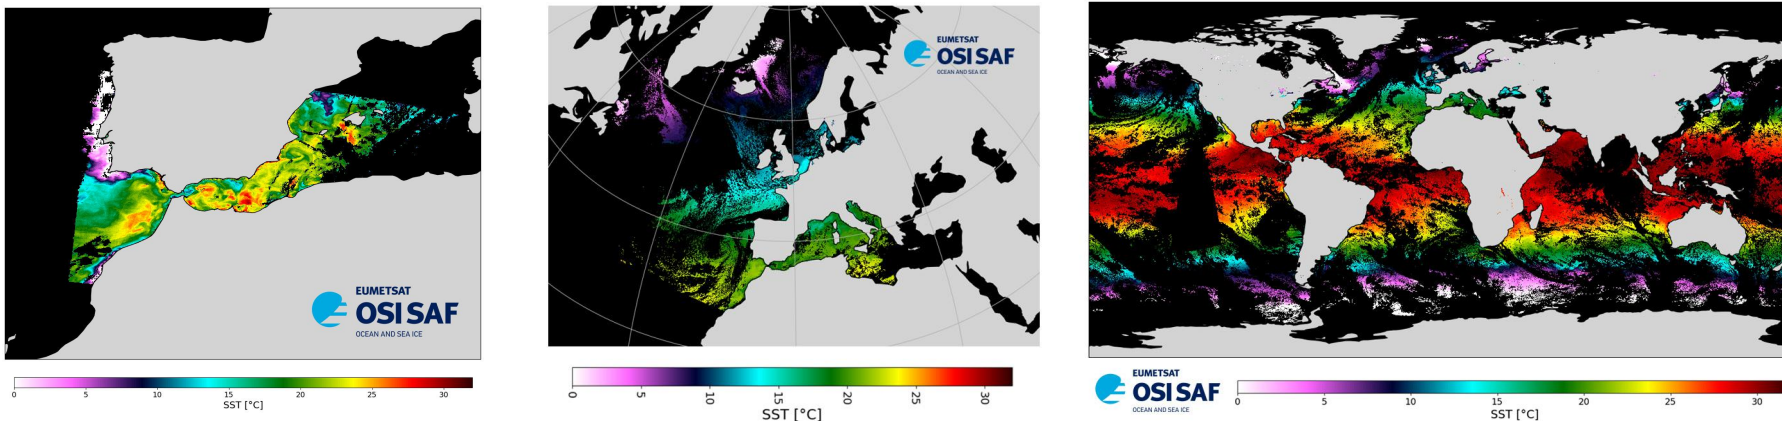 EUMETSAT
OSI SAF
OCEAN AND SEA ICE
0 5 10 15 20 25 30
SST [°C]
EUMETSAT
OSI SAF
OCEAN AND SEA ICE
0 5 10 15 20 25 30
SST [°C]
EUMETSAT
OSI SAF
OCEAN AND SEA ICE
0 5 10 15 20 25 30
SST [°C]